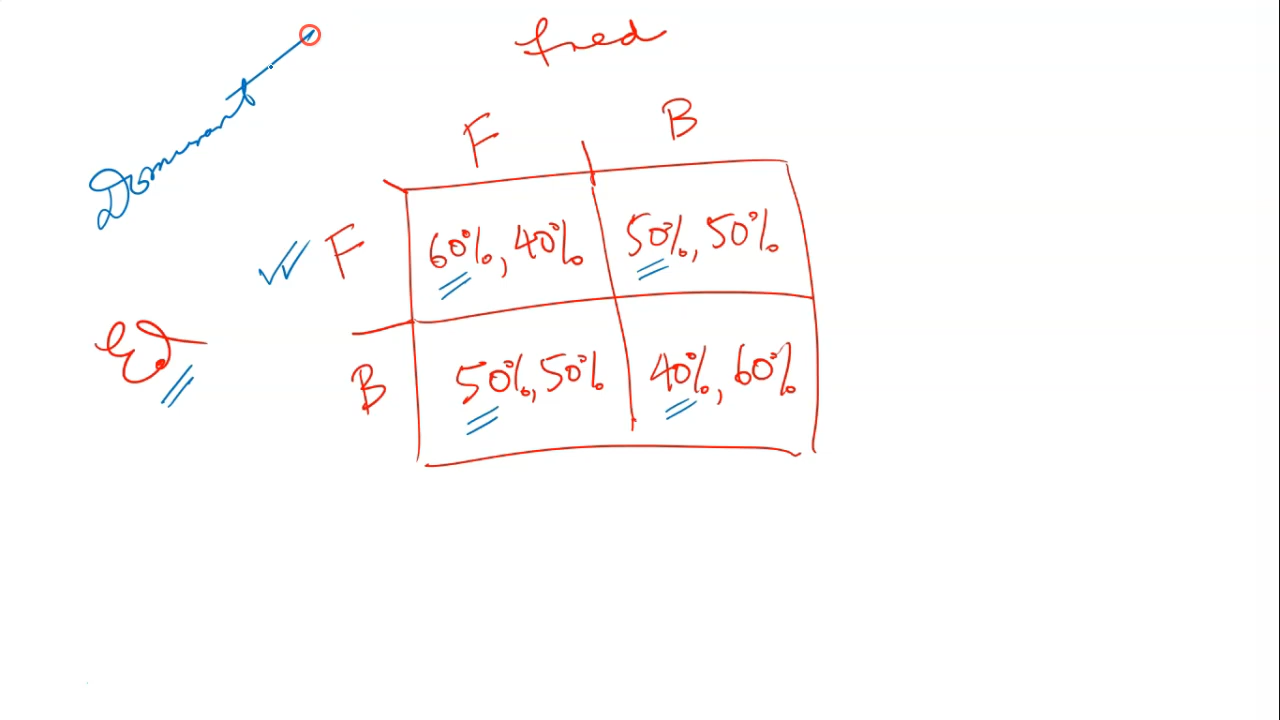 fred
Dominant
F B
F 60%, 40% 50%, 50%
Ed
B 50%, 50% 40%, 60%